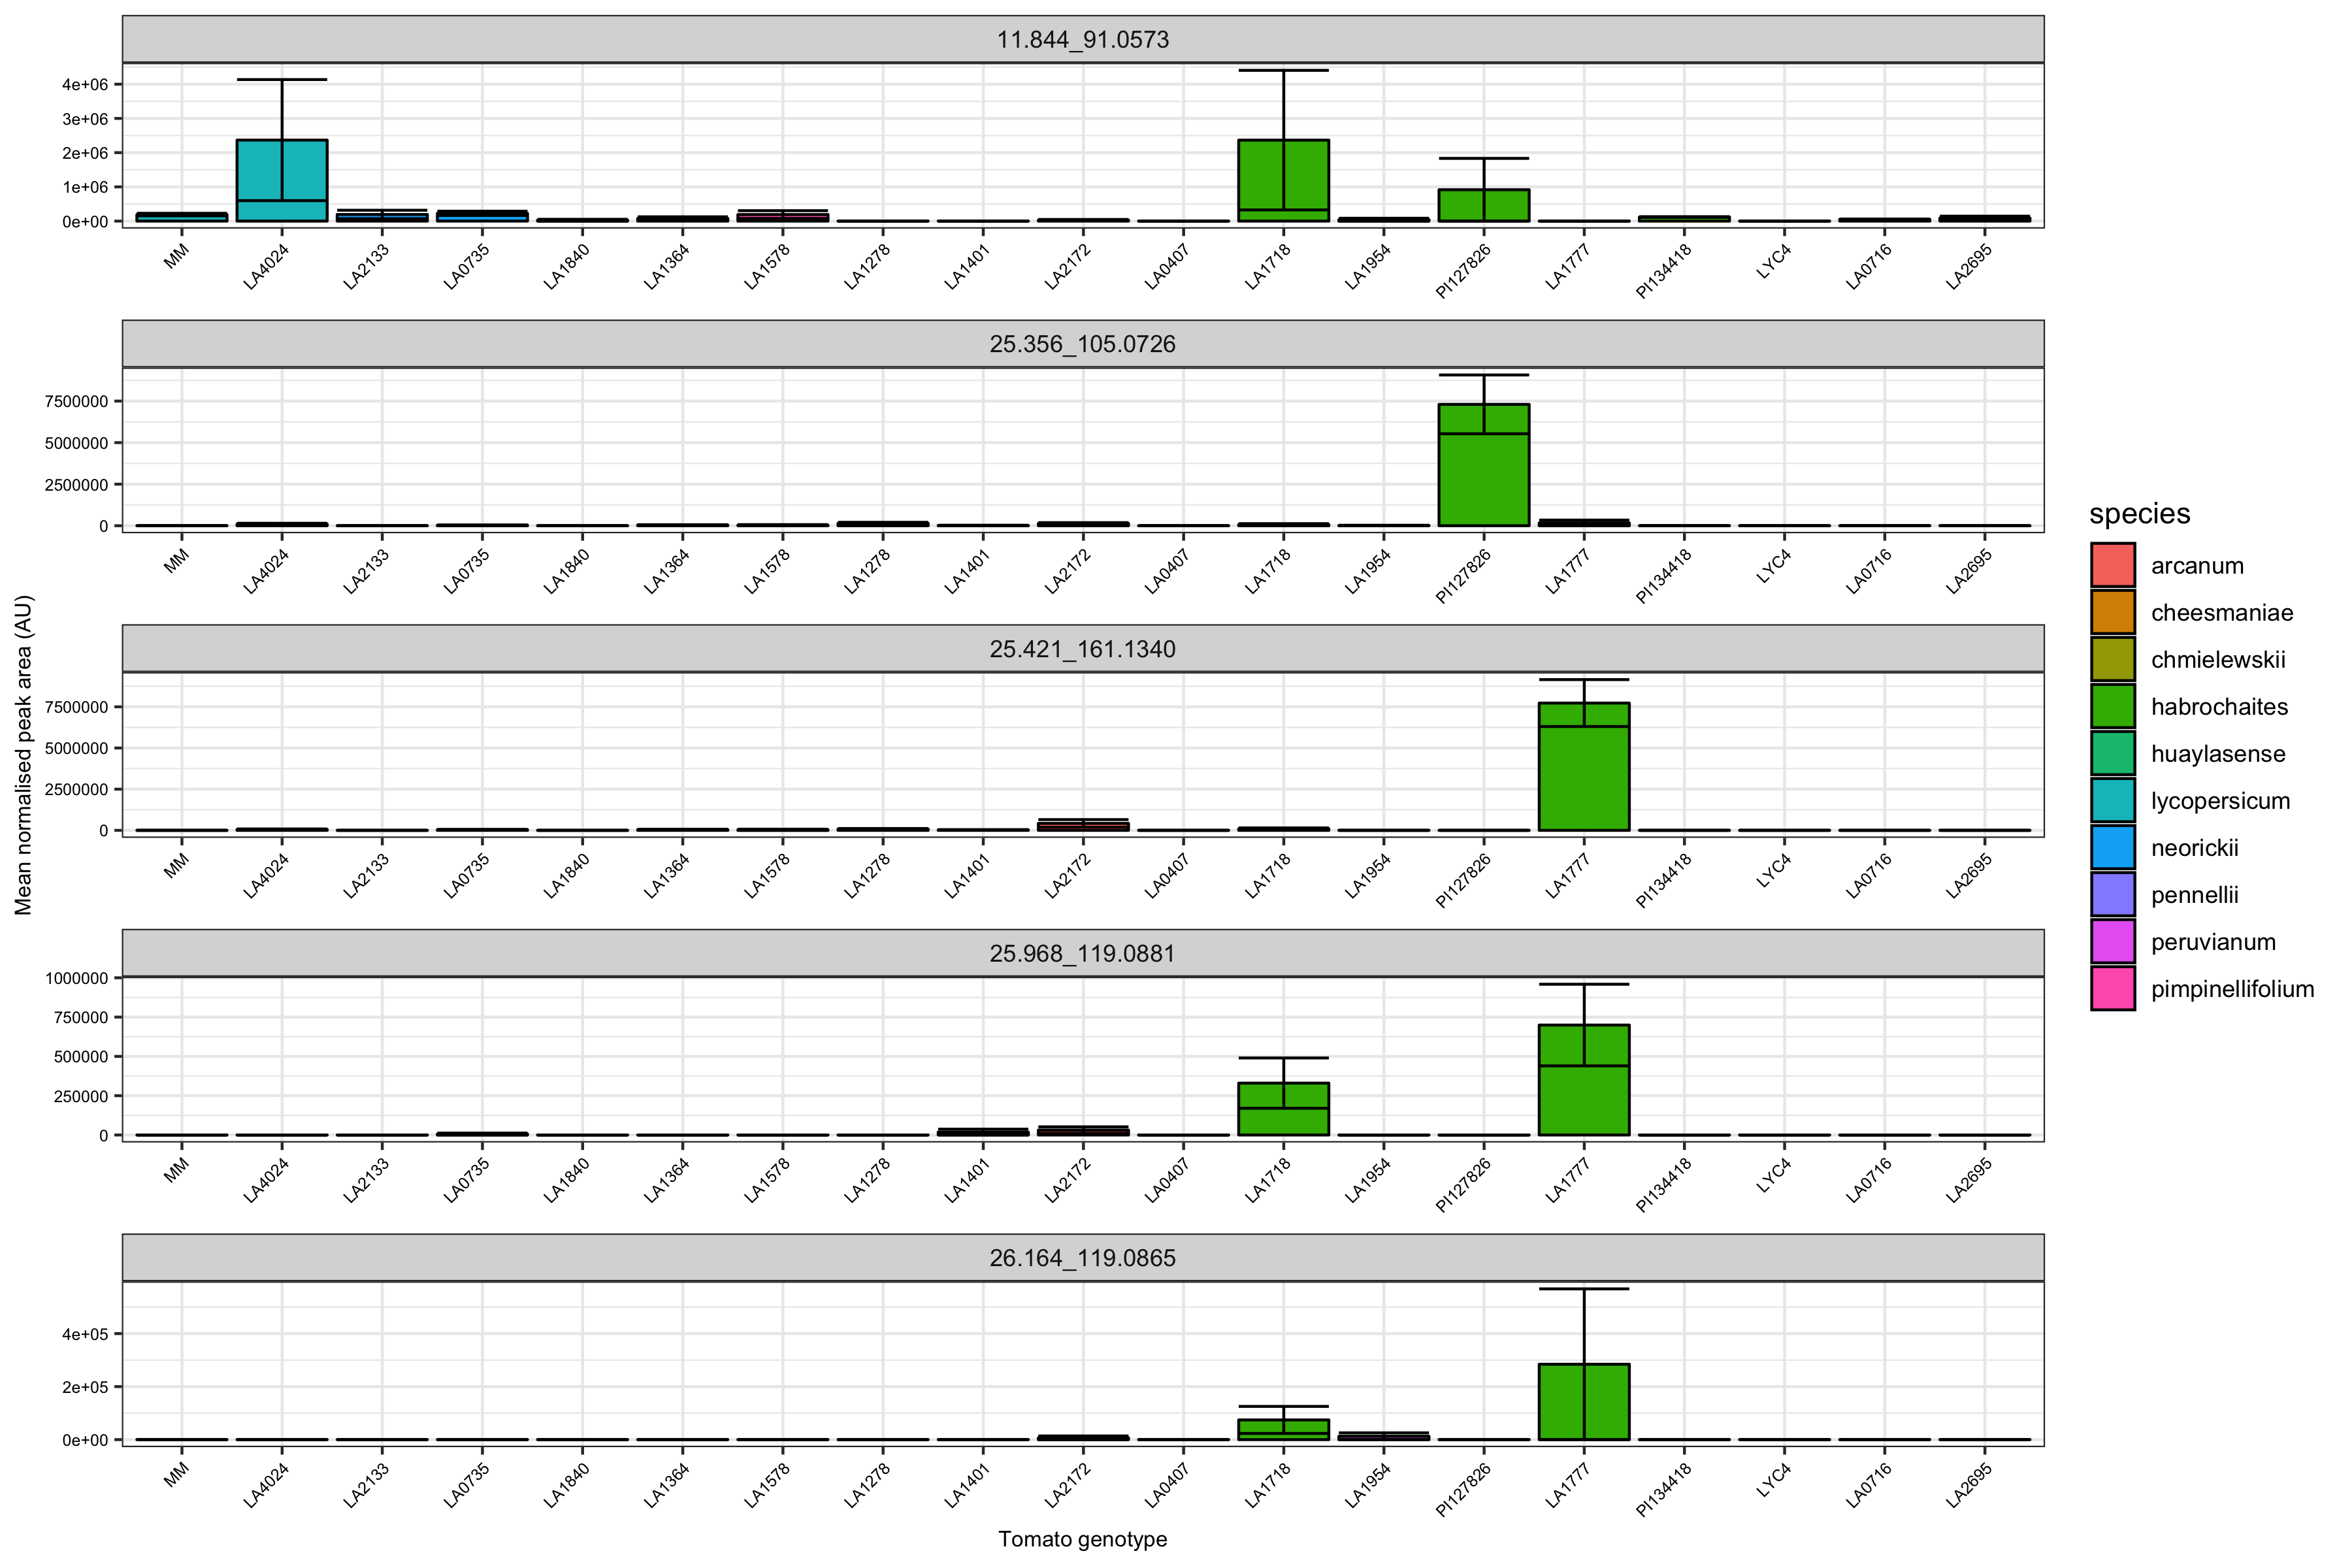 11.844_91.0573
4e+06
3e+06
2e+06
1e+06
0e+00
MM LA4024 LA2133 LA0735 LA1840 LA1364 LA1578 LA1278 LA1401 LA2172 LA0407 LA1718 LA1954 PI127826 LA1777 PI134418 LYC4 LA0716 LA2695
25.356_105.0726
7500000
5000000
2500000
0
MM LA4024 LA2133 LA0735 LA1840 LA1364 LA1578 LA1278 LA1401 LA2172 LA0407 LA1718 LA1954 PI127826 LA1777 PI134418 LYC4 LA0716 LA2695
25.421_161.1340
7500000
5000000
2500000
0
MM LA4024 LA2133 LA0735 LA1840 LA1364 LA1578 LA1278 LA1401 LA2172 LA0407 LA1718 LA1954 PI127826 LA1777 PI134418 LYC4 LA0716 LA2695
25.968_119.0881
1000000
750000
500000
250000
0
MM LA4024 LA2133 LA0735 LA1840 LA1364 LA1578 LA1278 LA1401 LA2172 LA0407 LA1718 LA1954 PI127826 LA1777 PI134418 LYC4 LA0716 LA2695
26.164_119.0865
4e+05
2e+05
0e+00
MM LA4024 LA2133 LA0735 LA1840 LA1364 LA1578 LA1278 LA1401 LA2172 LA0407 LA1718 LA1954 PI127826 LA1777 PI134418 LYC4 LA0716 LA2695
Tomato genotype
Mean normalised peak area (AU)
species
arcanum
cheesmaniae
chmielewskii
habrochaites
huaylasense
lycopersicum
neorickii
pennellii
peruvianum
pimpinellifolium